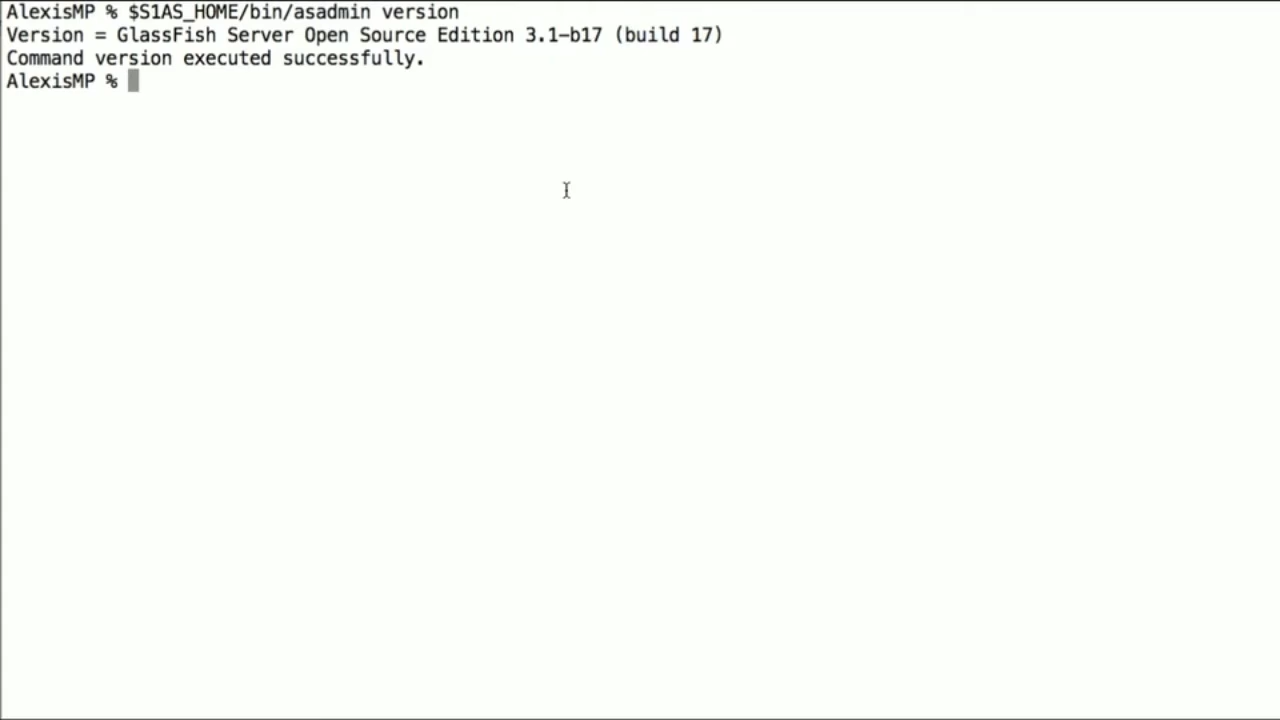 AlexisMP % $S1AS_HOME/bin/asadmin version
Version = GlassFish Server Open Source Edition 3.1-b17 (build 17)
Command version executed successfully.
AlexisMP %